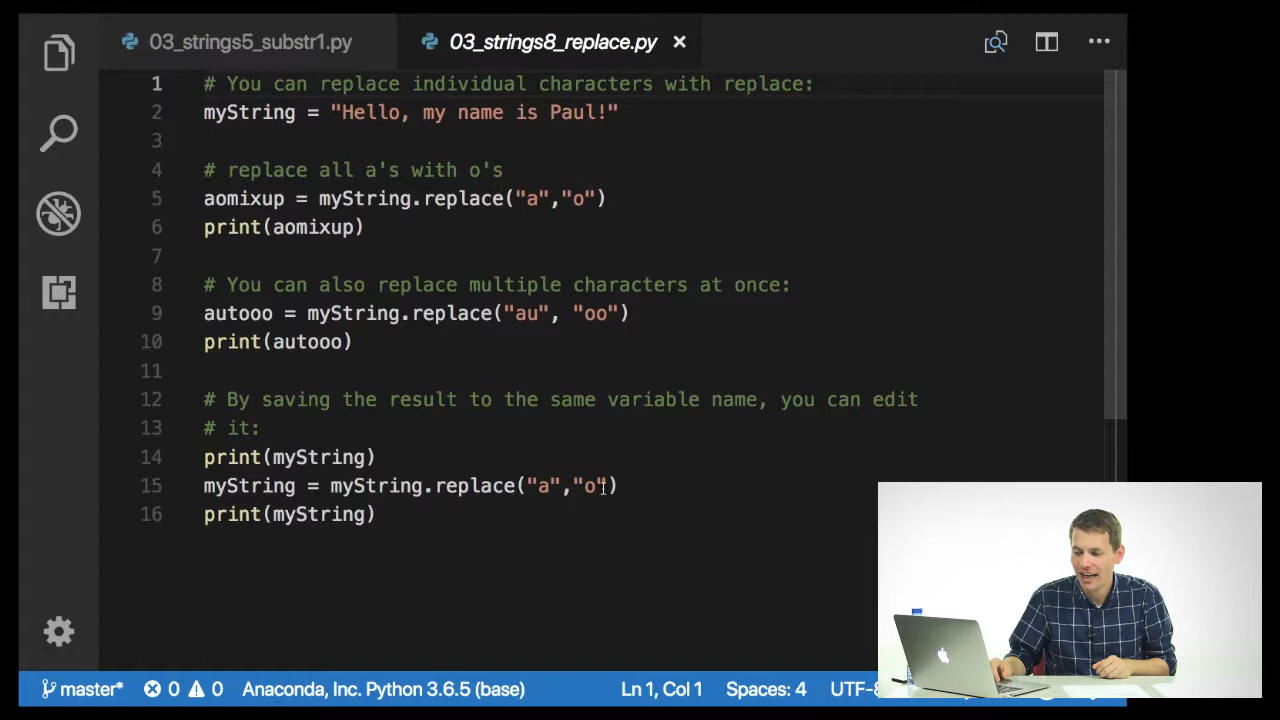 03_strings5_substr1.py
03_strings8_replace.py
1 # You can replace individual characters with replace:
2 myString = "Hello, my name is Paul!"
3
4 # replace all a's with o's
5 aomixup = myString.replace("a","o")
6 print(aomixup)
7
8 # You can also replace multiple characters at once:
9 autooo = myString.replace("au", "oo")
10 print(autooo)
11
12 # By saving the result to the same variable name, you can edit
13 # it:
14 print(myString)
15 myString = myString.replace("a","o")
16 print(myString)
master* 0 0 Anaconda, Inc. Python 3.6.5 (base) Ln 1, Col 1 Spaces: 4